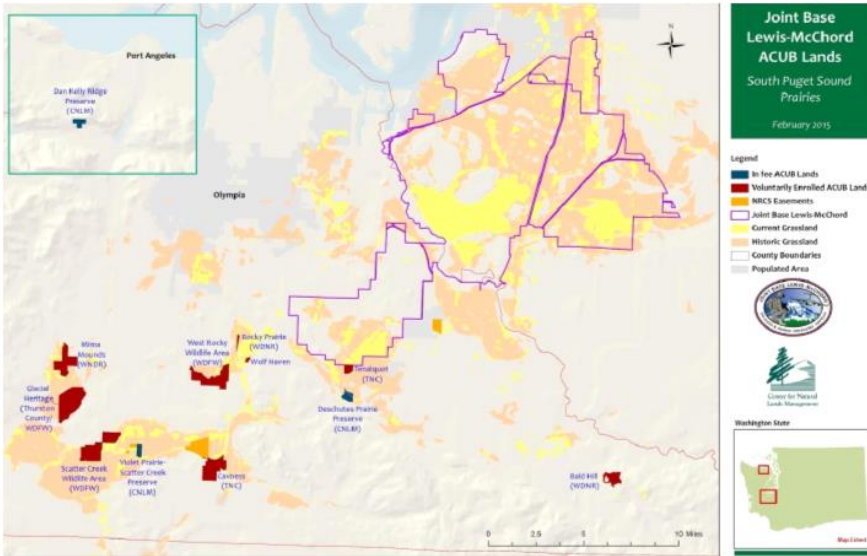 Joint Base
Lewis-McChord
ACUB Lands
South Puget Sound
Prairies
February 2015
Legend
In fee ACUB Lands
Voluntarily Enrolled ACUB Land
NRCS Easements
Joint Base Lewis-McChord
Current Grassland
Historic Grassland
County Boundaries
Populated Area
Center for Natural
Lands Management
Washington State
Port Angeles
Dan Kelly Ridge
Preserve
(CNLM)
N
Olympia
Mima
Mounds
Glacial
Heritage
(Thurston
County/
WDFW)
West Rocky
Wildlife Area
(WDFW)
Rocky Prairie
(WDNR)
Wolf Haven
Tenalquot
(TNC)
Deschutes Prairie
Preserve
(CNLM)
Scatter Creek
Wildlife Area
(WDFW)
Violet Prairie-
Scatter Creek
Preserve
(CNLM)
(TNC)
Bald Hill
(WDNR)
0 2.5 5 10 Miles